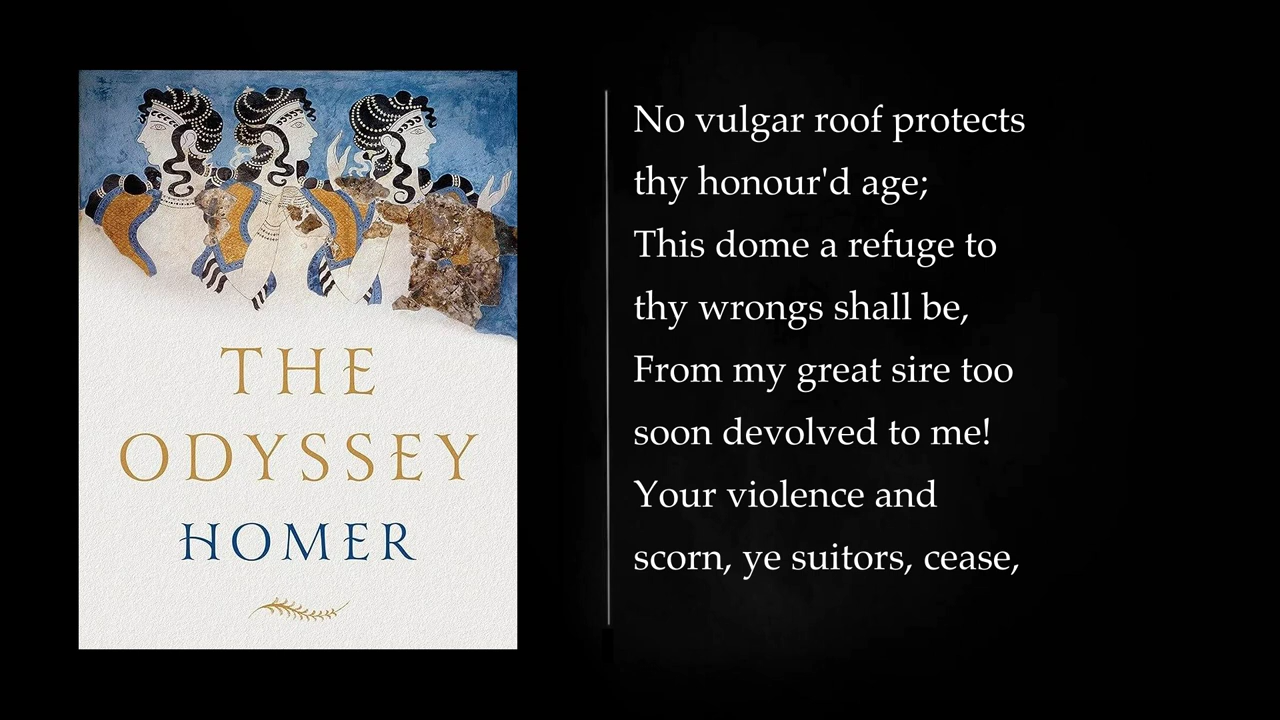 THE
ODYSSEY
HOMER
No vulgar roof protects
thy honour'd age;
This dome a refuge to
thy wrongs shall be,
From my great sire too
soon devolved to me!
Your violence and
scorn, ye suitors, cease,